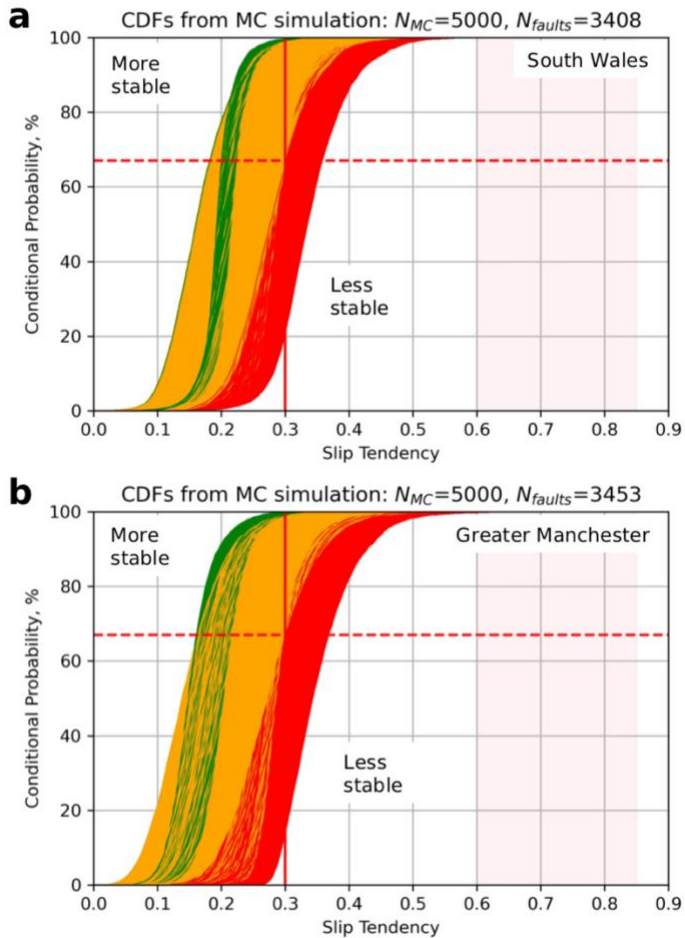 a
CDFs from MC simulation: N_MC=5000, N_faults=3408
100
80
60
40
20
0
Conditional Probability, %
More
stable
South Wales
Less
stable
0.0 0.1 0.2 0.3 0.4 0.5 0.6 0.7 0.8 0.9
Slip Tendency
b
CDFs from MC simulation: N_MC=5000, N_faults=3453
100
80
60
40
20
0
Conditional Probability, %
More
stable
Greater Manchester
Less
stable
0.0 0.1 0.2 0.3 0.4 0.5 0.6 0.7 0.8 0.9
Slip Tendency